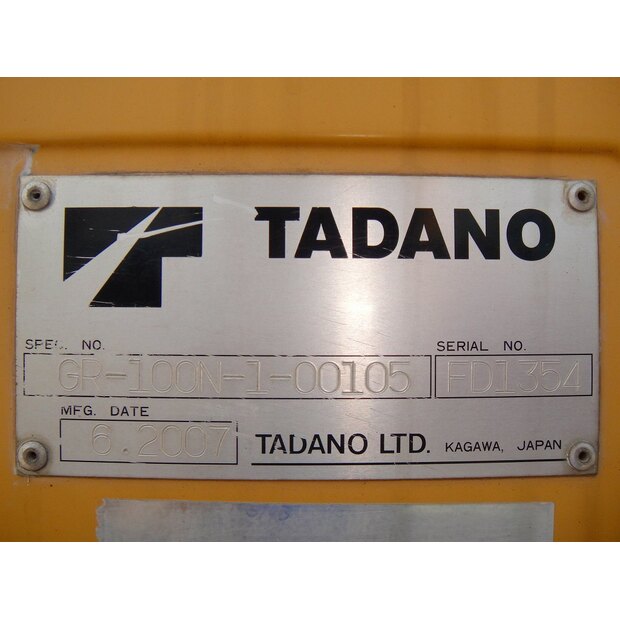 TADANO
SPEC. NO.
SERIAL NO.
GR-100N-1-00105
FD1354
MFG. DATE
6.2007
TADANO LTD. KAGAWA, JAPAN